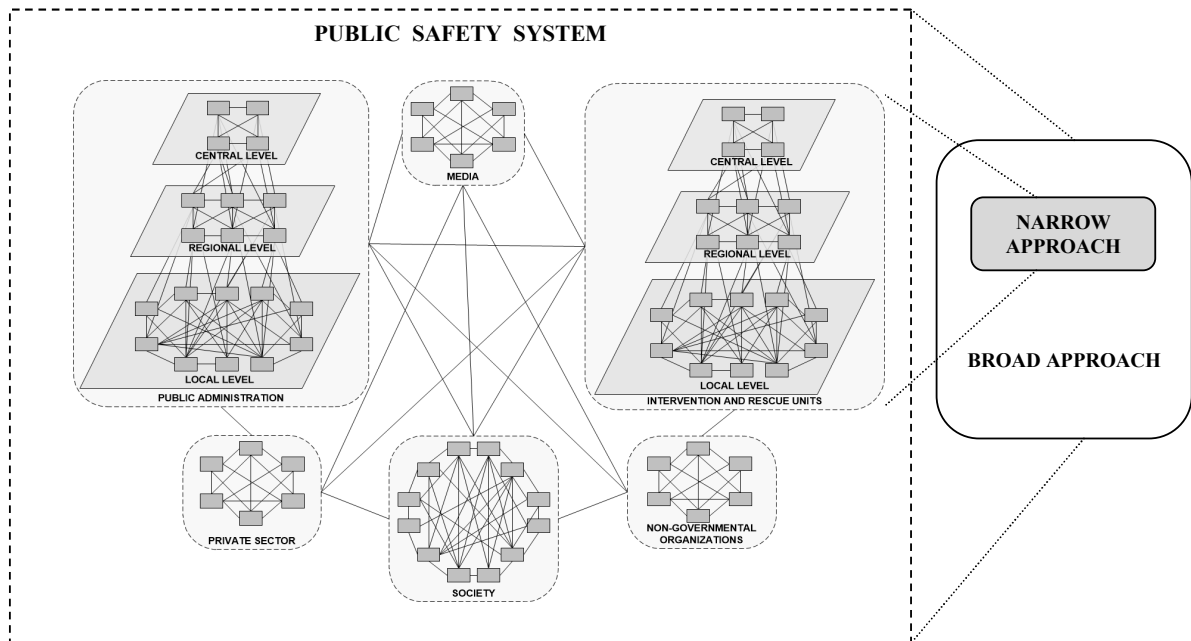 PUBLIC SAFETY SYSTEM
CENTRAL LEVEL
REGIONAL LEVEL
LOCAL LEVEL
PUBLIC ADMINISTRATION
MEDIA
CENTRAL LEVEL
REGIONAL LEVEL
LOCAL LEVEL
INTERVENTION AND RESCUE UNITS
PRIVATE SECTOR
SOCIETY
NON-GOVERNMENTAL
ORGANIZATIONS
NARROW
APPROACH
BROAD APPROACH